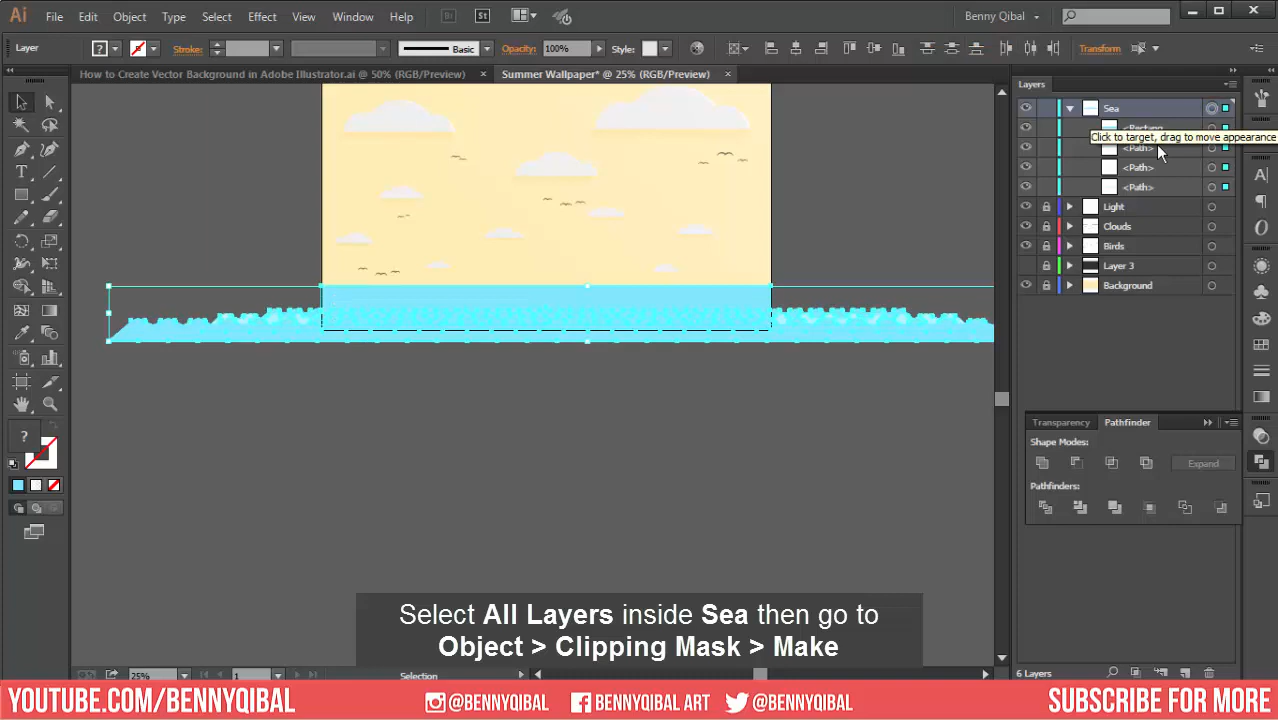 Ai File Edit Object Type Select Effect View Window Help Br St Benny Qibal
Layer ? Stroke: Basic Opacity: 100% Style: Transform
How to Create Vector Background in Adobe Illustrator.ai @ 50% (RGB/Preview) × Summer Wallpaper* @ 25% (RGB/Preview) ×
Layers
Sea
<Rectang...
Click to target, drag to move appearance
<Path>
<Path>
<Path>
Light
Clouds
Birds
Layer 3
Background
Transparency Pathfinder
Shape Modes:
Expand
Pathfinders:
?
Select All Layers inside Sea then go to
Object > Clipping Mask > Make
25% 1 Selection 6 Layers
YOUTUBE.COM/BENNYQIBAL @BENNYQIBAL BENNYQIBAL ART @BENNYQIBAL SUBSCRIBE FOR MORE